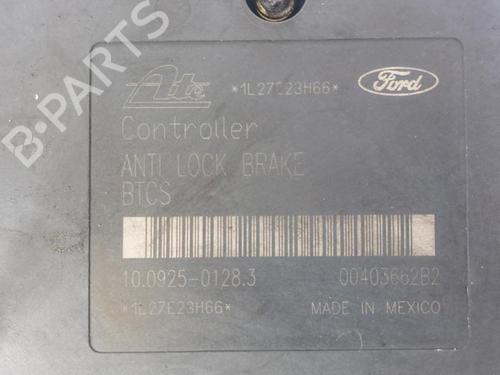 B-PARTS
Ate *1L27E23H66* Ford
Controller
ANTI LOCK BRAKE
BTCS
10.0925-0128.3 00403662B2
*1L27E23H66* MADE IN MEXICO